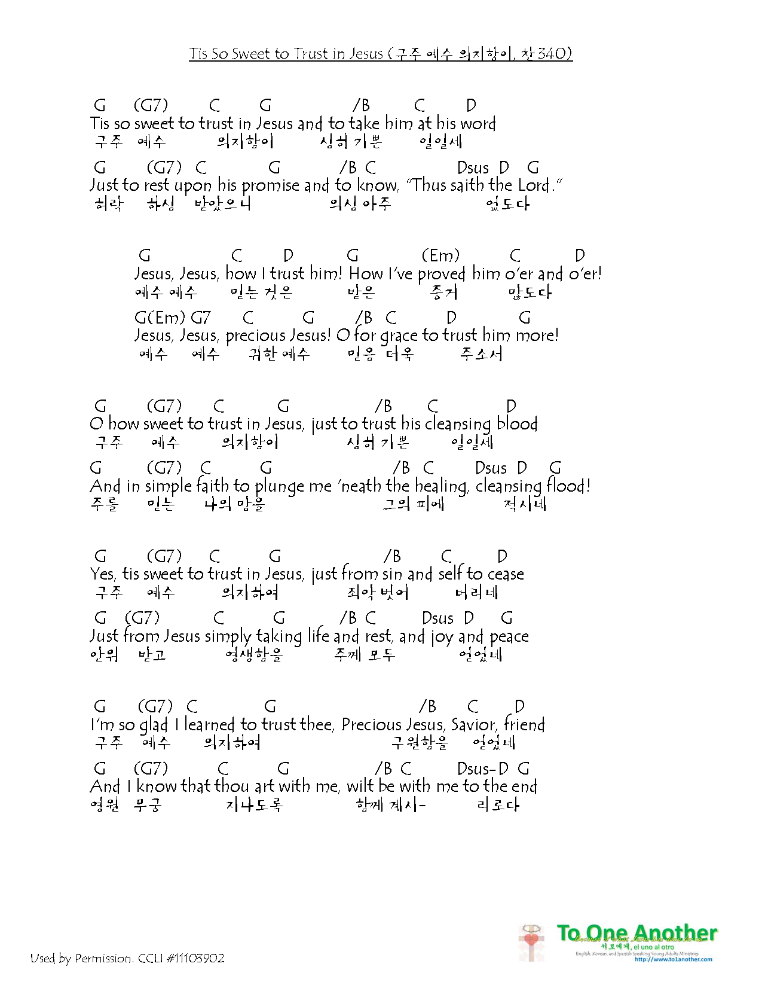 Tis So Sweet to Trust in Jesus (구주 예수 의지함이, 찬 340)
G (G7) C G /B C D
Tis so sweet to trust in Jesus and to take him at his word
구주 예수 의지함이 심히 기쁜 일일세
G (G7) C G /B C Dsus D G
Just to rest upon his promise and to know, “Thus saith the Lord.”
허락 하심 받았으니 의심 아주 없도다
G C D G (Em) C D
Jesus, Jesus, how I trust him! How I’ve proved him o’er and o’er!
예수 예수 믿는 것은 받은 증거 많도다
G(Em) G7 C G /B C D G
Jesus, Jesus, precious Jesus! O for grace to trust him more!
예수 예수 귀한 예수 믿음 더욱 주소서
G (G7) C G /B C D
O how sweet to trust in Jesus, just to trust his cleansing blood
구주 예수 의지함이 심히 기쁜 일일세
G (G7) C G /B C Dsus D G
And in simple faith to plunge me ‘neath the healing, cleansing flood!
주를 믿는 나의 맘을 그의 피에 적시네
G (G7) C G /B C D
Yes, tis sweet to trust in Jesus, just from sin and self to cease
구주 예수 의지하여 죄악 벗어 버리네
G (G7) C G /B C Dsus D G
Just from Jesus simply taking life and rest, and joy and peace
안위 받고 영생함을 주께 모두 얻었네
G (G7) C G /B C D
I’m so glad I learned to trust thee, Precious Jesus, Savior, friend
구주 예수 의지하여 구원함을 얻었네
G (G7) C G /B C Dsus-D G
And I know that thou art with me, wilt be with me to the end
영원 무궁 지나도록 함께 계시- 리로다
To One Another
서로에게, el uno al otro
English, Korean, and Spanish Speaking Young Adults Ministries
http://www.to1another.com
Used by Permission. CCLI #11103902